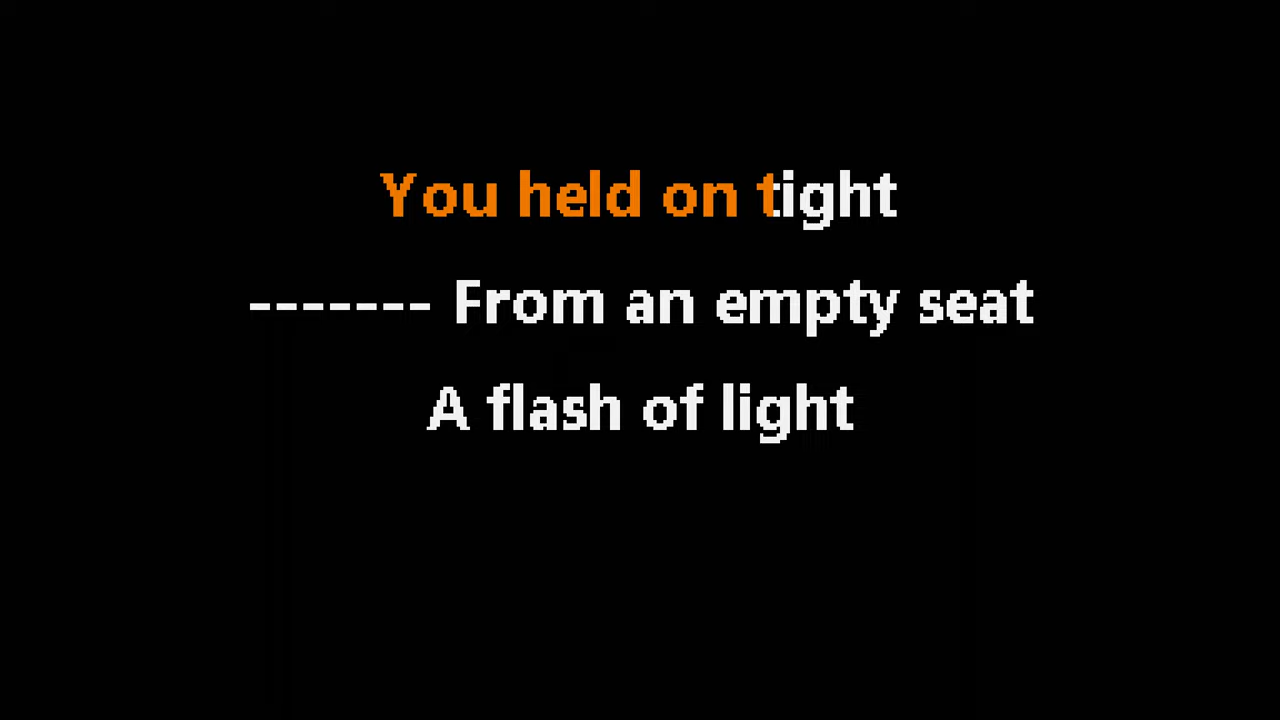 You held on tight
------- From an empty seat
A flash of light